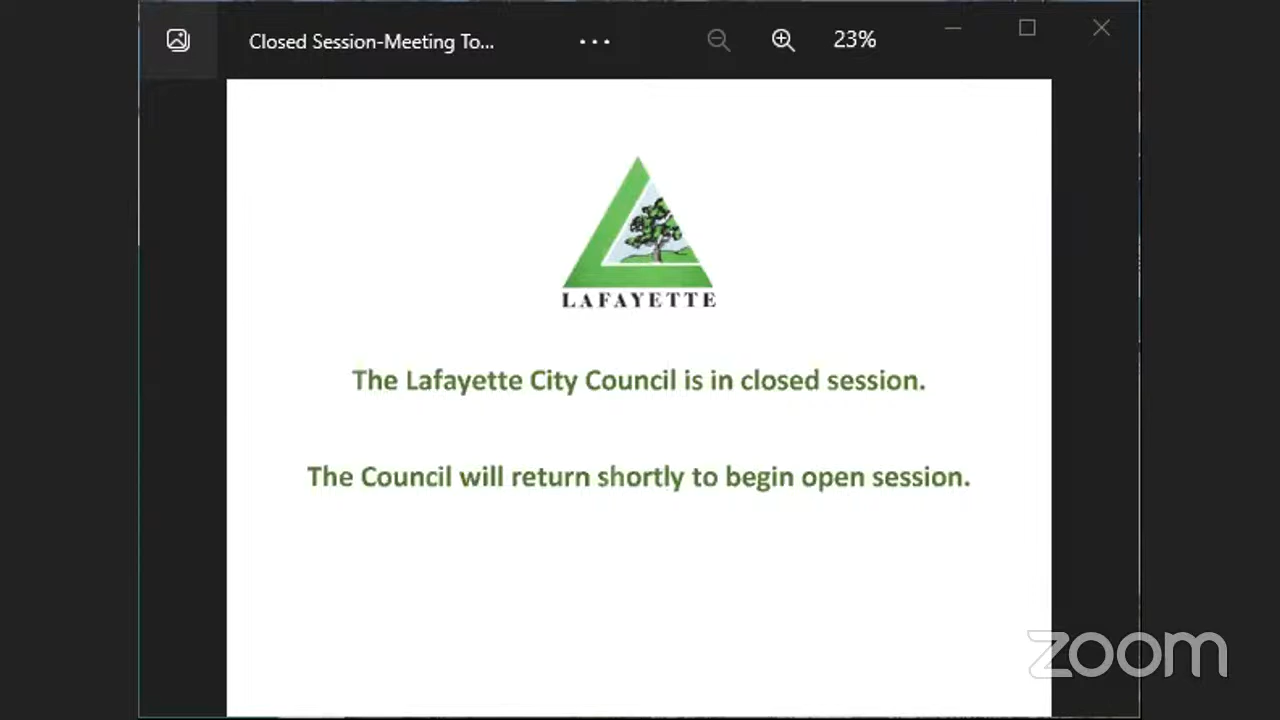 Closed Session-Meeting To...
23%
LAFAYETTE
The Lafayette City Council is in closed session.
The Council will return shortly to begin open session.
zoom